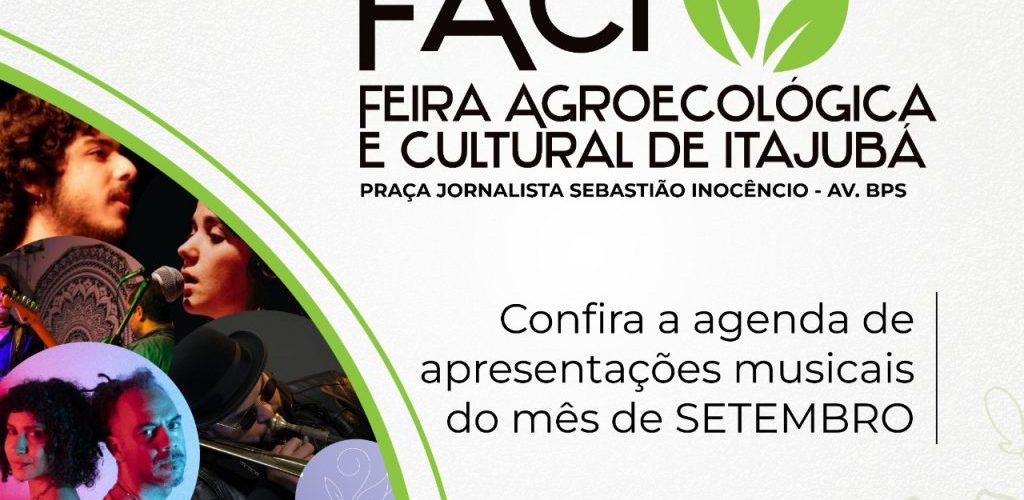 FACI
FEIRA AGROECOLÓGICA
E CULTURAL DE ITAJUBÁ
PRAÇA JORNALISTA SEBASTIÃO INOCÊNCIO - AV. BPS
Confira a agenda de
apresentações musicais
do mês de SETEMBRO